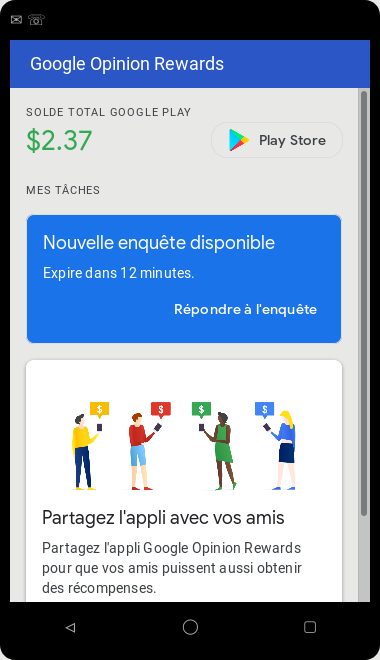 Google Opinion Rewards
SOLDE TOTAL GOOGLE PLAY
$2.37
Play Store
MES TÂCHES
Nouvelle enquête disponible
Expire dans 12 minutes.
Répondre à l'enquête
$ $ $ $
Partagez l'appli avec vos amis
Partagez l'appli Google Opinion Rewards
pour que vos amis puissent aussi obtenir
des récompenses.